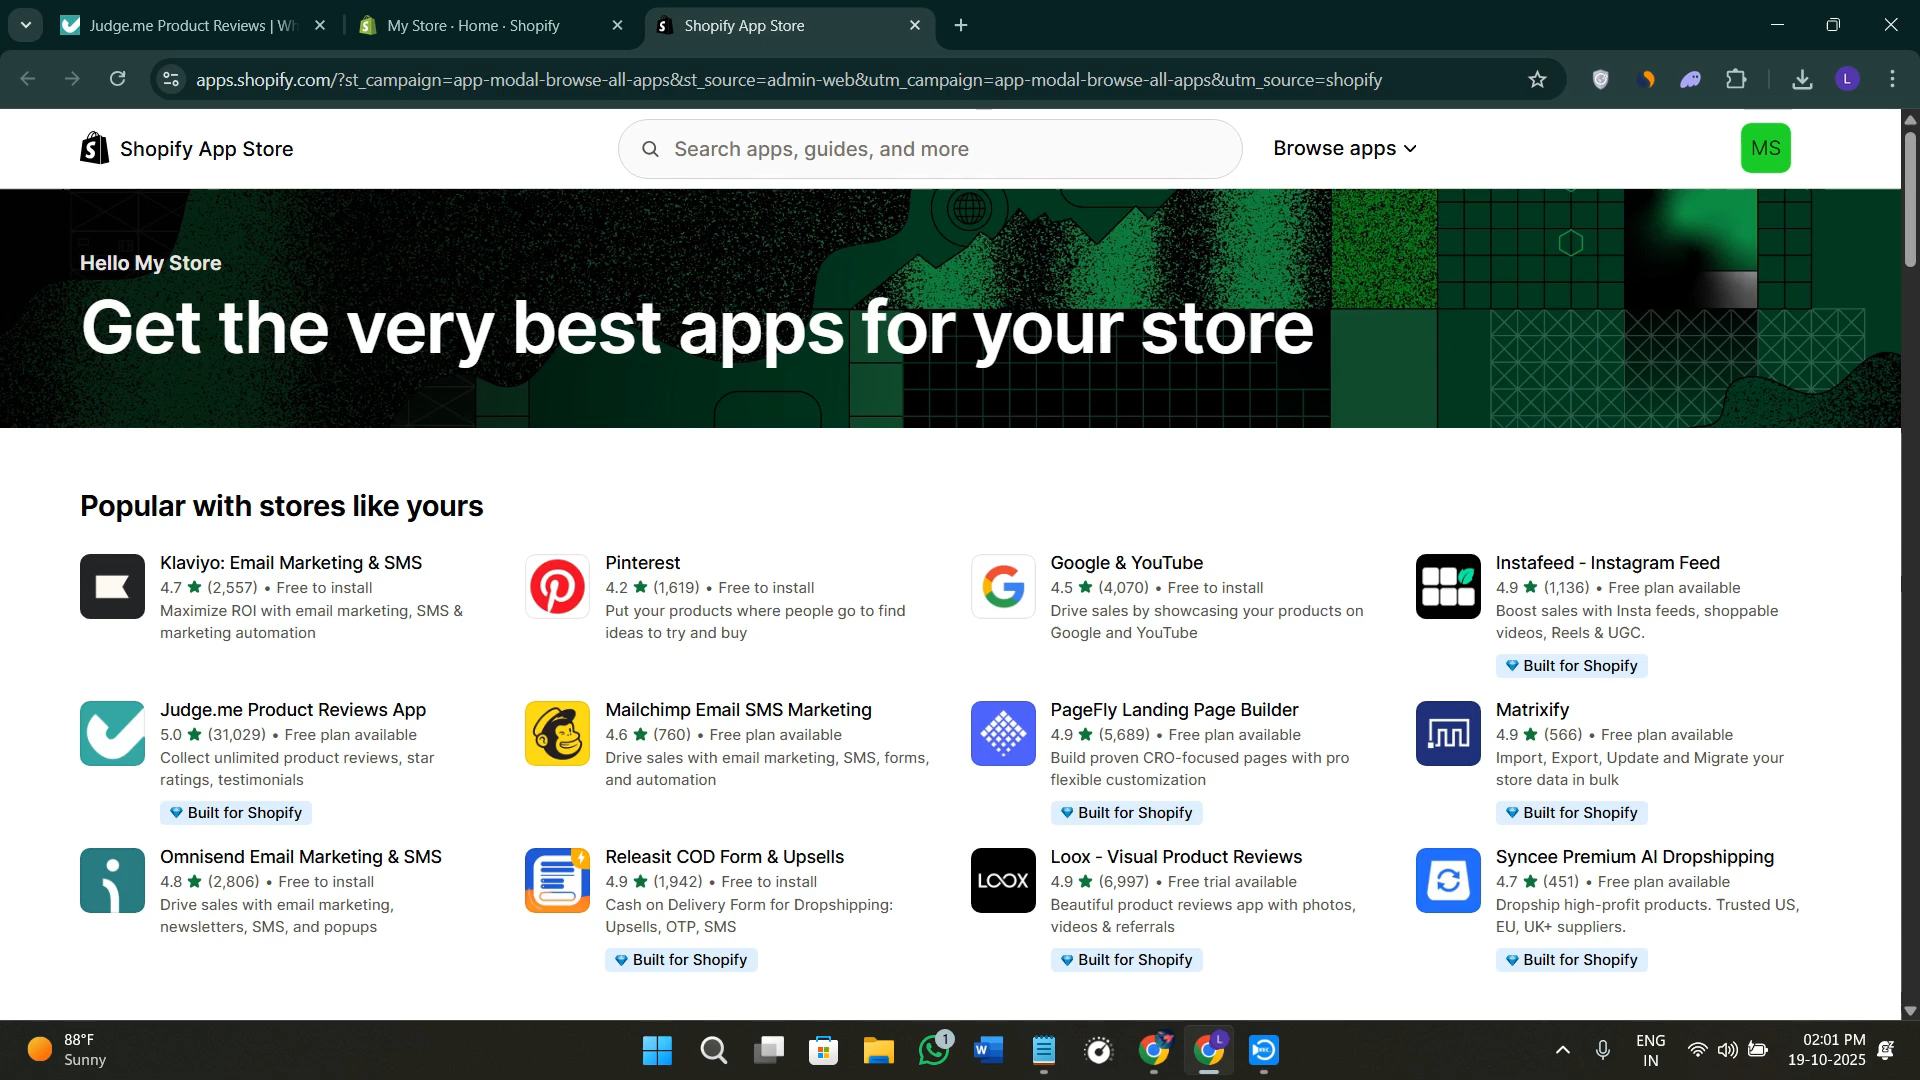 Judge.me Product Reviews | Wh
My Store · Home · Shopify
Shopify App Store
apps.shopify.com/?st_campaign=app-modal-browse-all-apps&st_source=admin-web&utm_campaign=app-modal-browse-all-apps&utm_source=shopify
L
Shopify App Store
Search apps, guides, and more
Browse apps
MS
Hello My Store
Get the very best apps for your store
Popular with stores like yours
Klaviyo: Email Marketing & SMS
4.7 ★ (2,557) • Free to install
Maximize ROI with email marketing, SMS &
marketing automation
Pinterest
4.2 ★ (1,619) • Free to install
Put your products where people go to find
ideas to try and buy
Google & YouTube
4.5 ★ (4,070) • Free to install
Drive sales by showcasing your products on
Google and YouTube
Instafeed - Instagram Feed
4.9 ★ (1,136) • Free plan available
Boost sales with Insta feeds, shoppable
videos, Reels & UGC.
Built for Shopify
Judge.me Product Reviews App
5.0 ★ (31,029) • Free plan available
Collect unlimited product reviews, star
ratings, testimonials
Built for Shopify
Mailchimp Email SMS Marketing
4.6 ★ (760) • Free plan available
Drive sales with email marketing, SMS, forms,
and automation
PageFly Landing Page Builder
4.9 ★ (5,689) • Free plan available
Build proven CRO-focused pages with pro
flexible customization
Built for Shopify
Matrixify
4.9 ★ (566) • Free plan available
Import, Export, Update and Migrate your
store data in bulk
Built for Shopify
Omnisend Email Marketing & SMS
4.8 ★ (2,806) • Free to install
Drive sales with email marketing,
newsletters, SMS, and popups
Releasit COD Form & Upsells
4.9 ★ (1,942) • Free to install
Cash on Delivery Form for Dropshipping:
Upsells, OTP, SMS
Built for Shopify
LOOX
Loox - Visual Product Reviews
4.9 ★ (6,997) • Free trial available
Beautiful product reviews app with photos,
videos & referrals
Built for Shopify
Syncee Premium AI Dropshipping
4.7 ★ (451) • Free plan available
Dropship high-profit products. Trusted US,
EU, UK+ suppliers.
Built for Shopify
88°F
Sunny
1
W
L
REC
ENG
IN
02:01 PM
19-10-2025